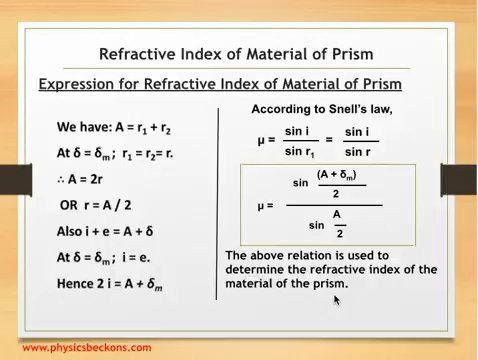 Refractive Index of Material of Prism
Expression for Refractive Index of Material of Prism
We have: A = r₁ + r₂
At δ = δₘ; r₁ = r₂= r.
∴ A = 2r
OR r = A / 2
Also i + e = A + δ
At δ = δₘ; i = e.
Hence 2 i = A + δₘ
According to Snell's law,
μ = sin i / sin r₁ = sin i / sin r
μ = sin (A + δₘ) / 2 / sin A / 2
The above relation is used to
determine the refractive index of the
material of the prism.
www.physicsbeckons.com